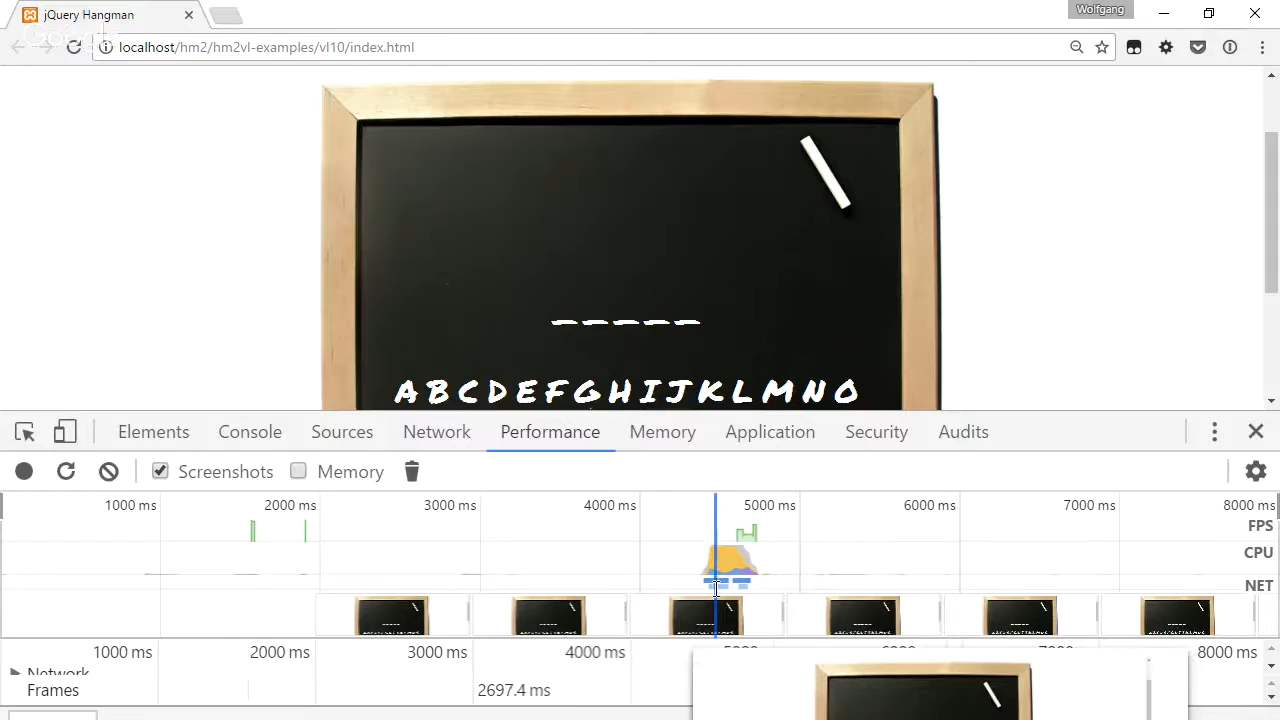 jQuery Hangman
Wolfgang
Google
localhost/hm2/hm2vl-examples/vl10/index.html
_ _ _ _ _
A B C D E F G H I J K L M N O
Elements Console Sources Network Performance Memory Application Security Audits
Screenshots Memory
1000 ms 2000 ms 3000 ms 4000 ms 5000 ms 6000 ms 7000 ms 8000 ms
FPS
CPU
NET
1000 ms 2000 ms 3000 ms 4000 ms 8000 ms
Network
Frames 2697.4 ms